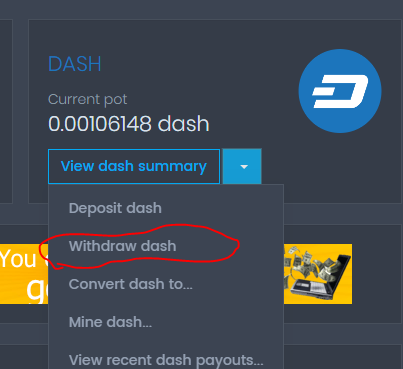 DASH
Current pot
0.00106148 dash
View dash summary
Deposit dash
You
Withdraw dash
Convert dash to...
Mine dash...
View recent dash payouts...